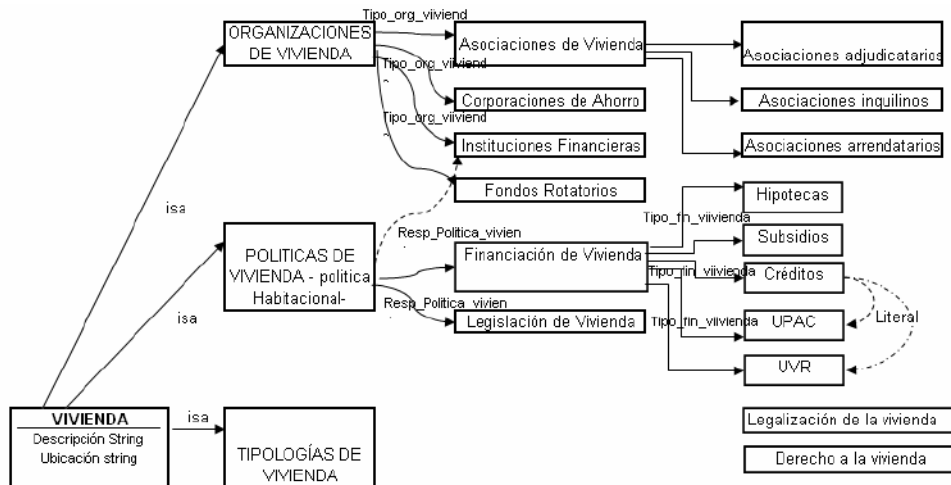 Tipo_org_viiviend
ORGANIZACIONES
DE VIVIENDA
Asociaciones de Vivienda
Asociaciones adjudicatarios
Tipo_org_viiviend
Corporaciones de Ahorro
Asociaciones inquilinos
Tipo_org_viiviend
Instituciones Financieras
Asociaciones arrendatarios
Fondos Rotatorios
Hipotecas
isa
Tipo_fin_viivienda
Resp_Politica_vivien
POLITICAS DE
VIVIENDA - politica
Habitacional-
Financiación de Vivienda
Subsidios
Tipo_fin_viivienda
Créditos
isa
Resp_Politica_vivien
Legislación de Vivienda
Tipo_fin_viivienda
UPAC
Literal
UVR
VIVIENDA
Descripción String
Ubicación string
isa
TIPOLOGÍAS DE
VIVIENDA
Legalización de la vivienda
Derecho a la vivienda